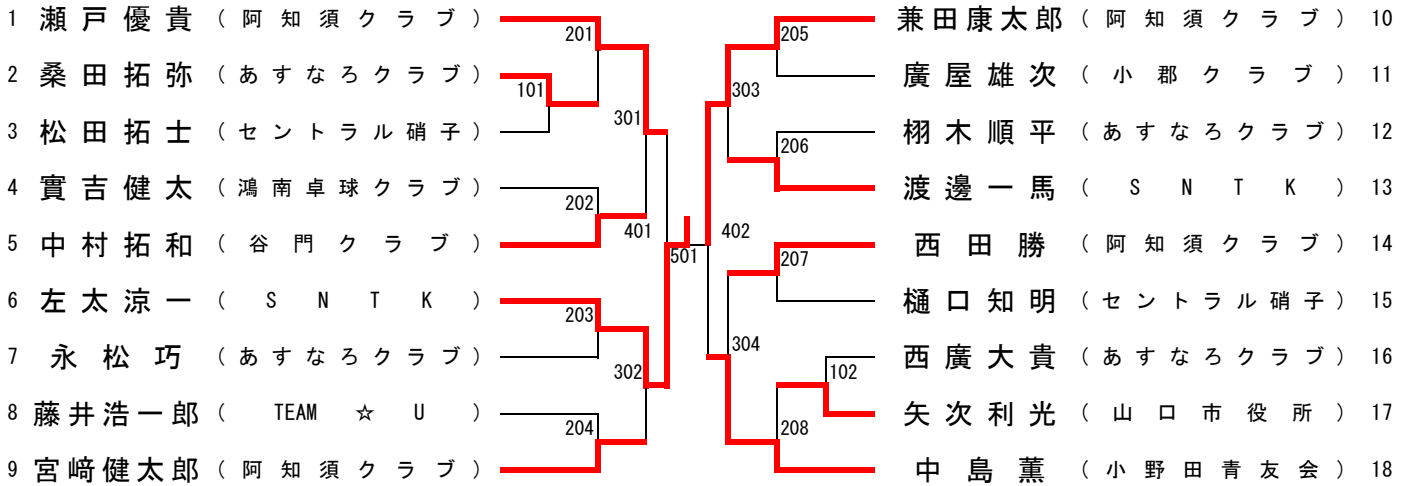 1 瀬戸優貴 (阿知須クラブ)
2 桑田拓弥 (あすなろクラブ)
3 松田拓士 (セントラル硝子)
4 實吉健太 (鴻南卓球クラブ)
5 中村拓和 (谷門クラブ)
6 左太涼一 (SNTK)
7 永松巧 (あすなろクラブ)
8 藤井浩一郎 (TEAM☆U)
9 宮﨑健太郎 (阿知須クラブ)
201
101
301
202
401
203
302
204
501
205
303
206
402
207
304
102
208
兼田康太郎 (阿知須クラブ) 10
廣屋雄次 (小郡クラブ) 11
栩木順平 (あすなろクラブ) 12
渡邊一馬 (SNTK) 13
西田勝 (阿知須クラブ) 14
樋口知明 (セントラル硝子) 15
西廣大貴 (あすなろクラブ) 16
矢次利光 (山口市役所) 17
中島薫 (小野田青友会) 18